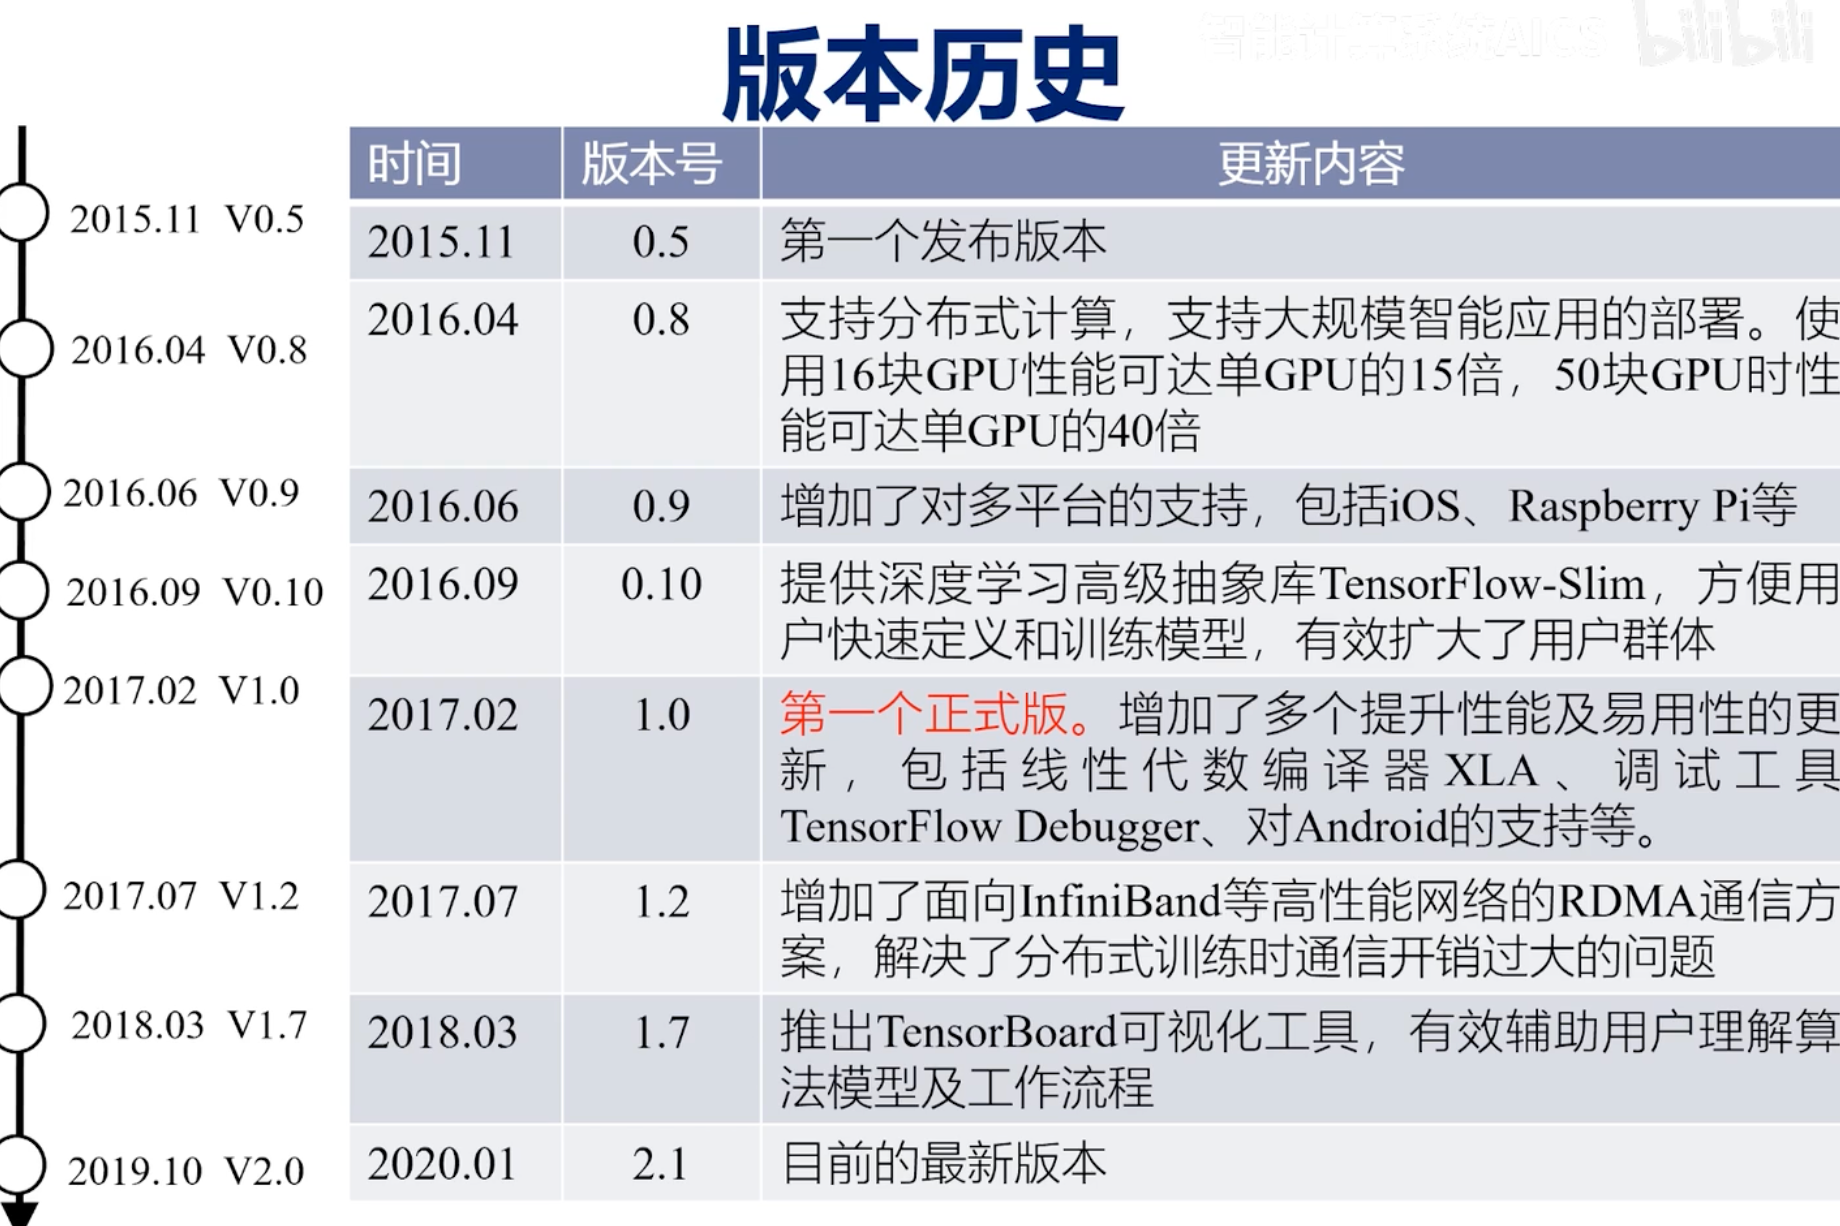 版本历史
智能计算系统AICS
bilibili
2015.11 V0.5
2016.04 V0.8
2016.06 V0.9
2016.09 V0.10
2017.02 V1.0
2017.07 V1.2
2018.03 V1.7
2019.10 V2.0
时间 版本号 更新内容
2015.11 0.5 第一个发布版本
2016.04 0.8 支持分布式计算，支持大规模智能应用的部署。使
用16块GPU性能可达单GPU的15倍，50块GPU时性
能可达单GPU的40倍
2016.06 0.9 增加了对多平台的支持，包括iOS、Raspberry Pi等
2016.09 0.10 提供深度学习高级抽象库TensorFlow-Slim，方便用
户快速定义和训练模型，有效扩大了用户群体
2017.02 1.0 第一个正式版。增加了多个提升性能及易用性的更
新，包括线性代数编译器XLA、调试工具
TensorFlow Debugger、对Android的支持等。
2017.07 1.2 增加了面向InfiniBand等高性能网络的RDMA通信方
案，解决了分布式训练时通信开销过大的问题
2018.03 1.7 推出TensorBoard可视化工具，有效辅助用户理解算
法模型及工作流程
2020.01 2.1 目前的最新版本